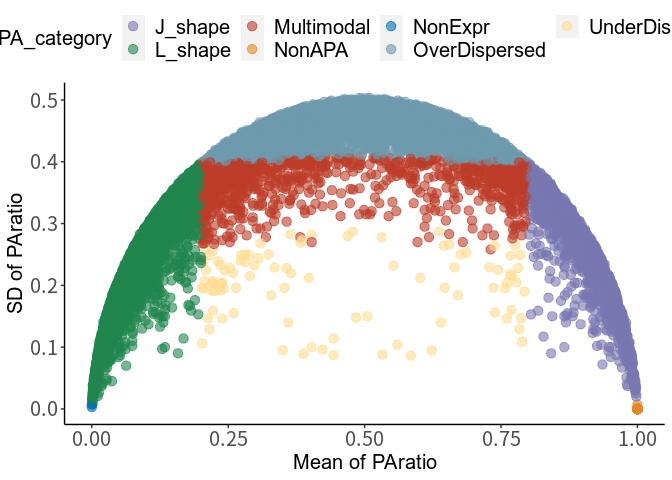 PA_category J_shape Multimodal NonExpr UnderDis
L_shape NonAPA OverDispersed
0.5
0.4
0.3
0.2
0.1
0.0
SD of PAratio
0.00 0.25 0.50 0.75 1.00
Mean of PAratio